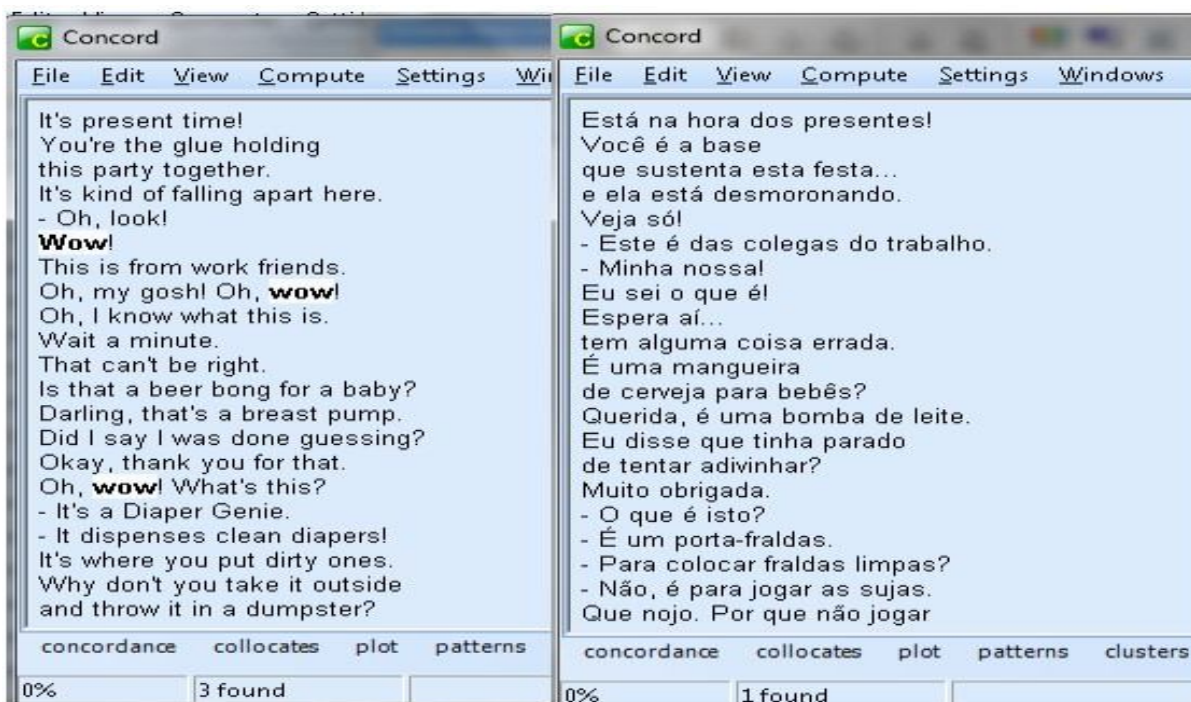 Concord
File Edit View Compute Settings
It's present time!
You're the glue holding
this party together.
It's kind of falling apart here.
- Oh, look!
Wow!
This is from work friends.
Oh, my gosh! Oh, wow!
Oh, I know what this is.
Wait a minute.
That can't be right.
Is that a beer bong for a baby?
Darling, that's a breast pump.
Did I say I was done guessing?
Okay, thank you for that.
Oh, wow! What's this?
- It's a Diaper Genie.
- It dispenses clean diapers!
It's where you put dirty ones.
Why don't you take it outside
and throw it in a dumpster?
concordance collocates plot patterns
0% 3 found
Concord
File Edit View Compute Settings Windows
Está na hora dos presentes!
Você é a base
que sustenta esta festa...
e ela está desmoronando.
Veja só!
- Este é das colegas do trabalho.
- Minha nossa!
Eu sei o que é!
Espera aí...
tem alguma coisa errada.
É uma mangueira
de cerveja para bebês?
Querida, é uma bomba de leite.
Eu disse que tinha parado
de tentar adivinhar?
Muito obrigada.
- O que é isto?
- É um porta-fraldas.
- Para colocar fraldas limpas?
- Não, é para jogar as sujas.
Que nojo. Por que não jogar
concordance collocates plot patterns clusters
0% 1 found